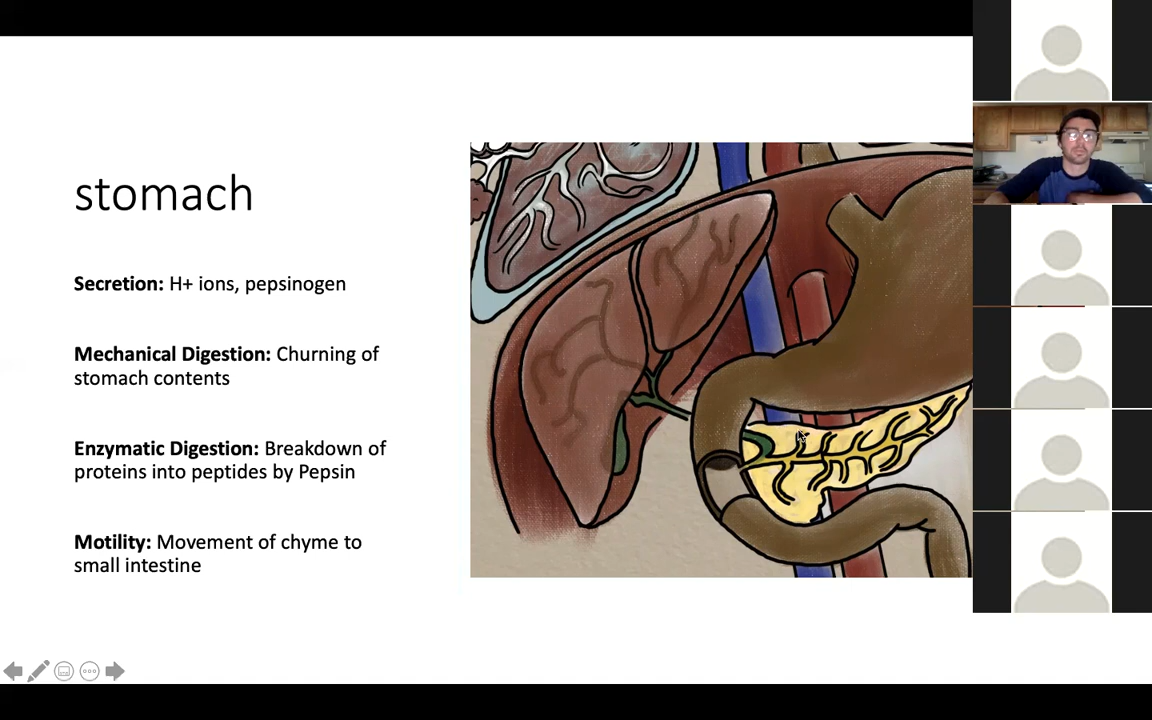 stomach
Secretion: H+ ions, pepsinogen
Mechanical Digestion: Churning of
stomach contents
Enzymatic Digestion: Breakdown of
proteins into peptides by Pepsin
Motility: Movement of chyme to
small intestine